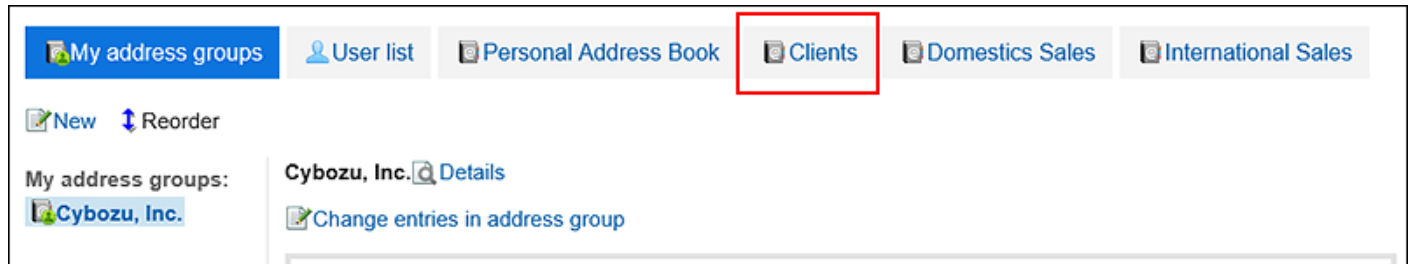 My address groups User list Personal Address Book Clients Domestics Sales International Sales
New Reorder
My address groups:
Cybozu, Inc.
Cybozu, Inc. Details
Change entries in address group